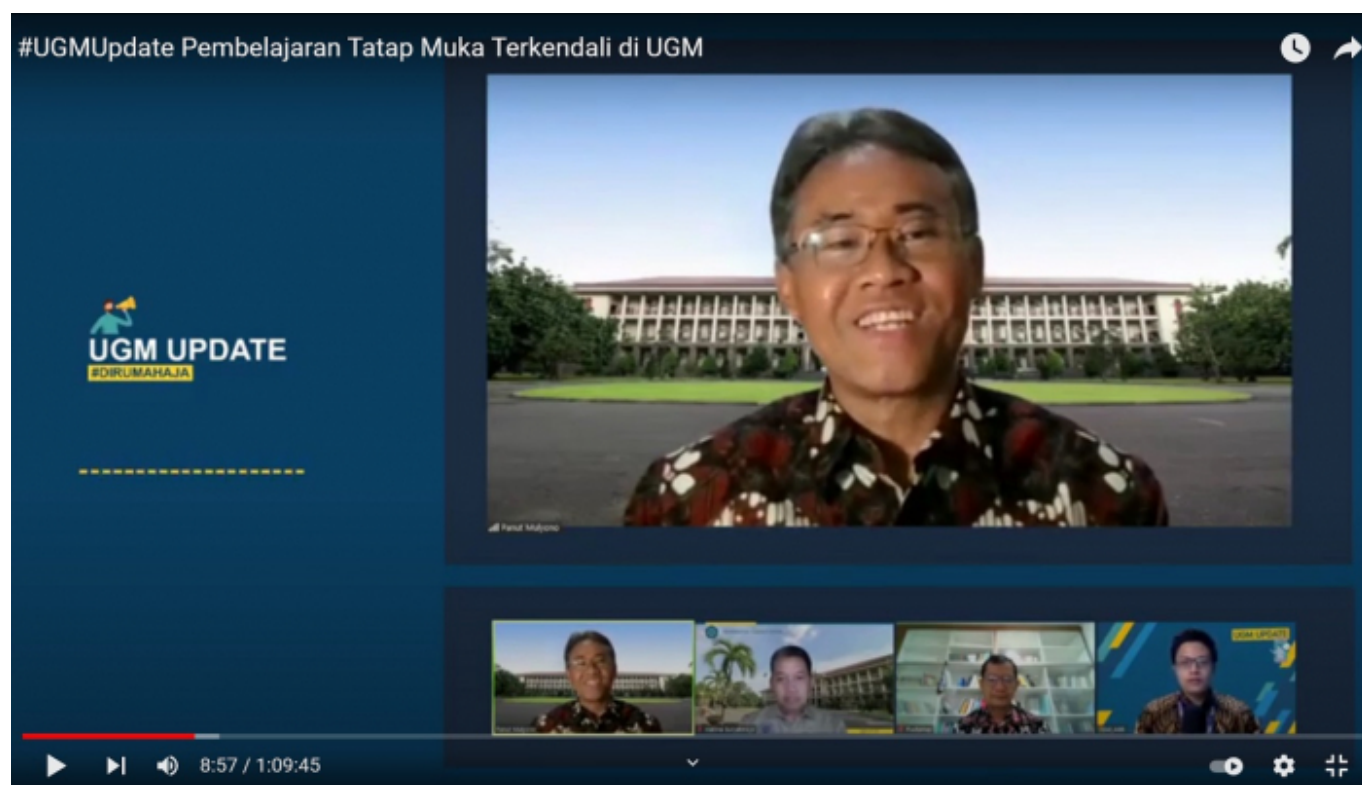 #UGMUpdate Pembelajaran Tatap Muka Terkendali di UGM
UGM UPDATE
#DIRUMAHAJA
Panut Mulyono
UGM UPDATE
8:57 / 1:09:45